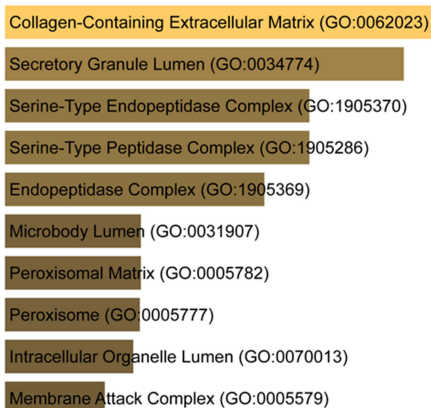 Collagen-Containing Extracellular Matrix (GO:0062023)
Secretory Granule Lumen (GO:0034774)
Serine-Type Endopeptidase Complex (GO:1905370)
Serine-Type Peptidase Complex (GO:1905286)
Endopeptidase Complex (GO:1905369)
Microbody Lumen (GO:0031907)
Peroxisomal Matrix (GO:0005782)
Peroxisome (GO:0005777)
Intracellular Organelle Lumen (GO:0070013)
Membrane Attack Complex (GO:0005579)